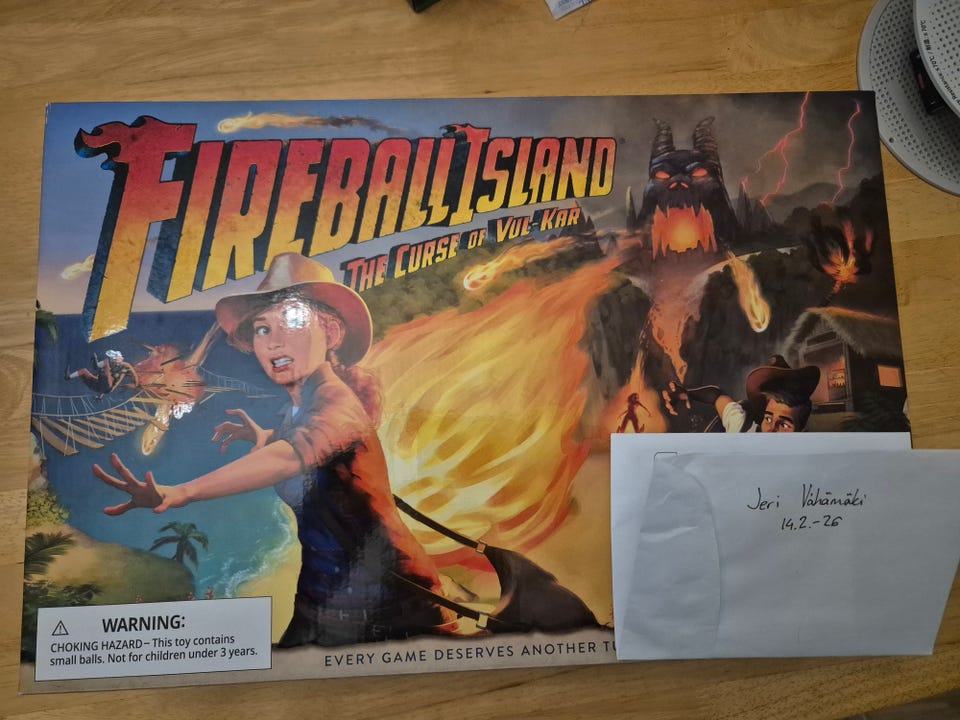 FIREBALL ISLAND
THE CURSE OF VUL-KAR
Jeri Vähämäki
14.2.-26
WARNING:
CHOKING HAZARD–This toy contains
small balls. Not for children under 3 years.
EVERY GAME DESERVES ANOTHER TU